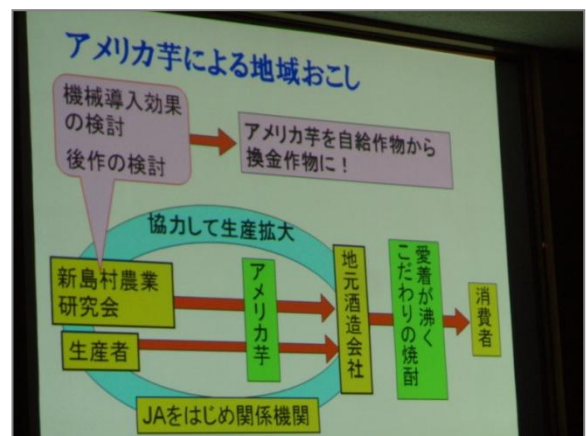 アメリカ芋による地域おこし
機械導入効果
の検討
後作の検討
アメリカ芋を自給作物から
換金作物に！
協力して生産拡大
新島村農業
研究会
生産者
アメリカ芋
地元酒造会社
愛着が沸く
こだわりの焼酎
消費者
JAをはじめ関係機関